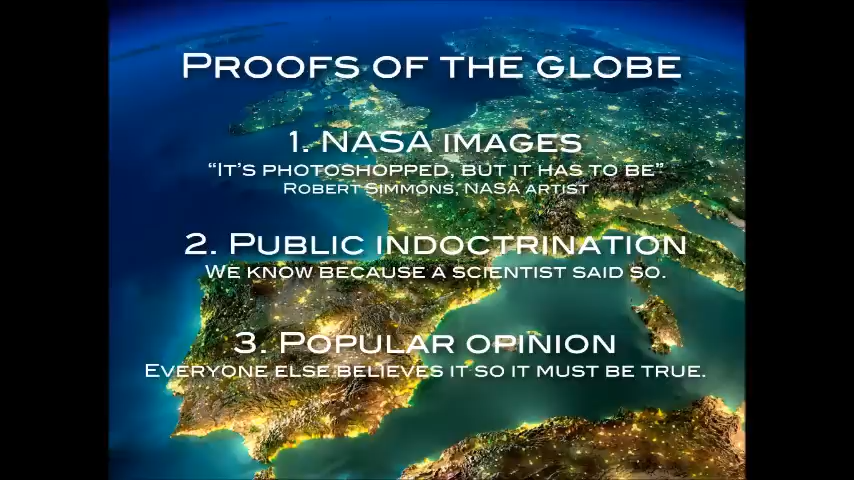 PROOFS OF THE GLOBE
1. NASA IMAGES
“IT'S PHOTOSHOPPED, BUT IT HAS TO BE”
ROBERT SIMMONS, NASA ARTIST
2. PUBLIC INDOCTRINATION
WE KNOW BECAUSE A SCIENTIST SAID SO.
3. POPULAR OPINION
EVERYONE ELSE BELIEVES IT SO IT MUST BE TRUE.